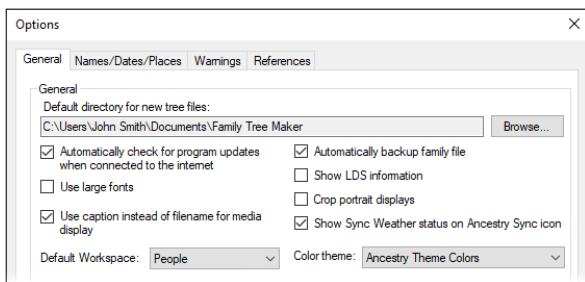 Options
General Names/Dates/Places Warnings References
General
Default directory for new tree files:
C:\Users\John Smith\Documents\Family Tree Maker
Browse...
Automatically check for program updates
when connected to the internet
Use large fonts
Use caption instead of filename for media
display
Automatically backup family file
Show LDS information
Crop portrait displays
Show Sync Weather status on Ancestry Sync icon
Default Workspace: People
Color theme: Ancestry Theme Colors